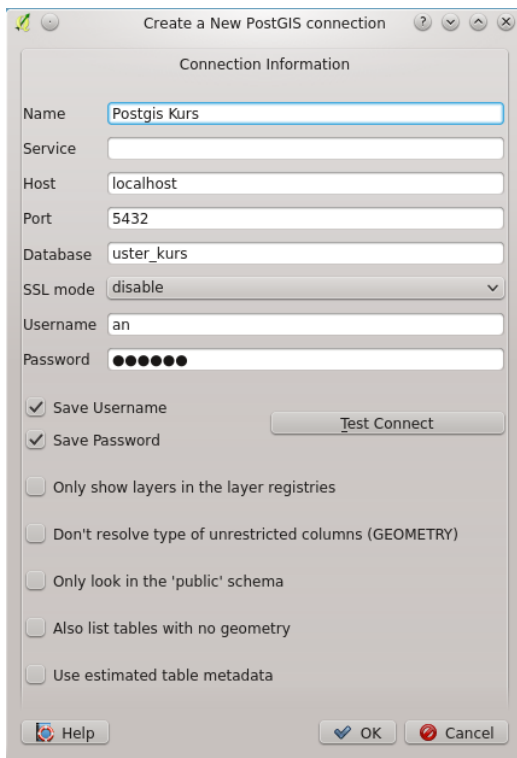 Create a New PostGIS connection
Connection Information
Name Postgis Kurs
Service
Host localhost
Port 5432
Database uster_kurs
SSL mode disable
Username an
Password ●●●●●●
Save Username
Test Connect
Save Password
Only show layers in the layer registries
Don't resolve type of unrestricted columns (GEOMETRY)
Only look in the 'public' schema
Also list tables with no geometry
Use estimated table metadata
Help OK Cancel